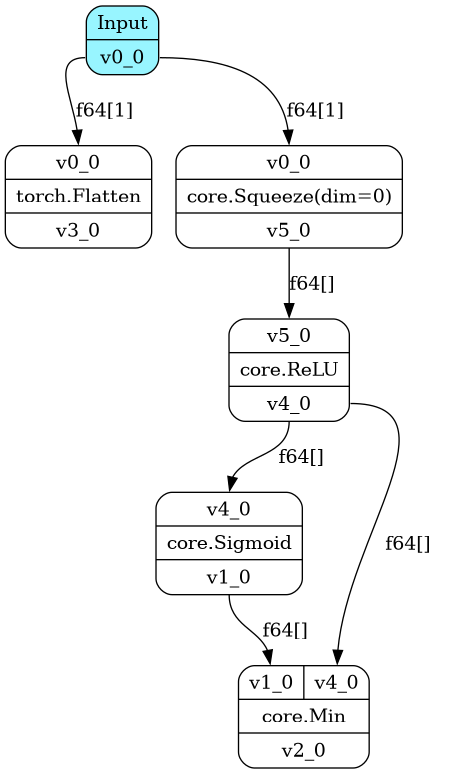 Input
v0_0
f64[1]
f64[1]
v0_0
torch.Flatten
v3_0
v0_0
core.Squeeze(dim=0)
v5_0
f64[]
v5_0
core.ReLU
v4_0
f64[]
v4_0
core.Sigmoid
v1_0
f64[]
f64[]
v1_0 v4_0
core.Min
v2_0